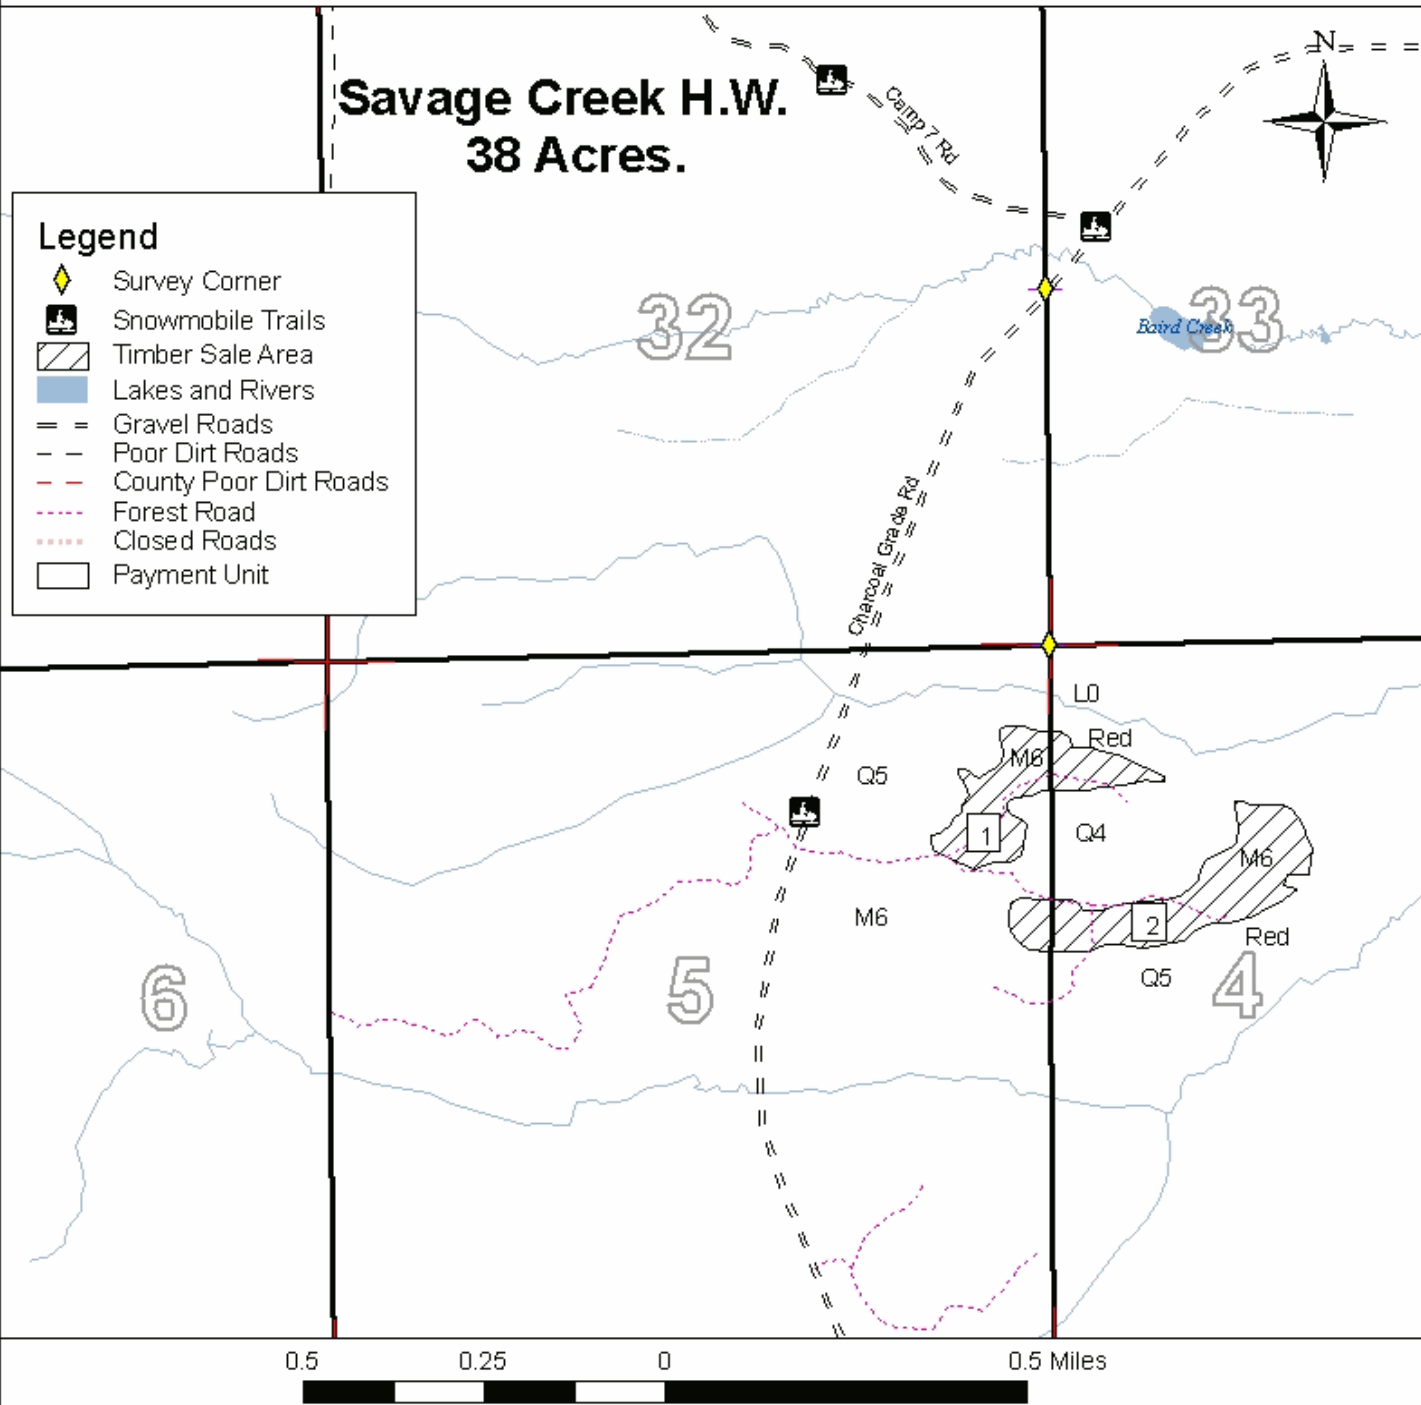 N
Savage Creek H.W.
38 Acres.
Camp 7 Rd
Legend
Survey Corner
Snowmobile Trails
Timber Sale Area
Lakes and Rivers
Gravel Roads
Poor Dirt Roads
County Poor Dirt Roads
Forest Road
Closed Roads
Payment Unit
32
33
Baird Creek
Charcoal Grade Rd
L0
Red
M6
Q5
1
Q4
M6
M6
2
Red
Q5
6
5
4
0.5 0.25 0 0.5 Miles